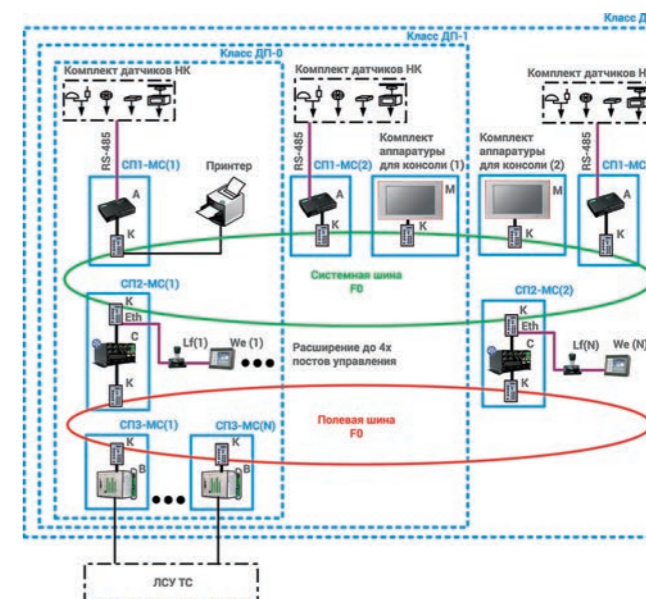 Класс Д
Класс ДП-1
Класс ДП-0
Комплект датчиков НК
Комплект датчиков НК
Комплект датчиков Н
RS-485
СП1-МС(1)
Принтер
A
K
RS-485
СП1-МС(2)
A
K
Комплект
аппаратуры
для консоли (1)
M
K
Комплект
аппаратуры
для консоли (2)
M
K
RS-485
СП1-МС
A
K
Системная шина
F0
СП2-МС(1)
K
Eth
C
K
Lf(1)
We (1)
Расширение до 4х
постов управления
СП2-МС(2)
K
Eth
C
K
Lf(N)
We (N)
Полевая шина
F0
СП3-МС(1)
K
B
СП3-МС(N)
K
B
ЛСУ ТС